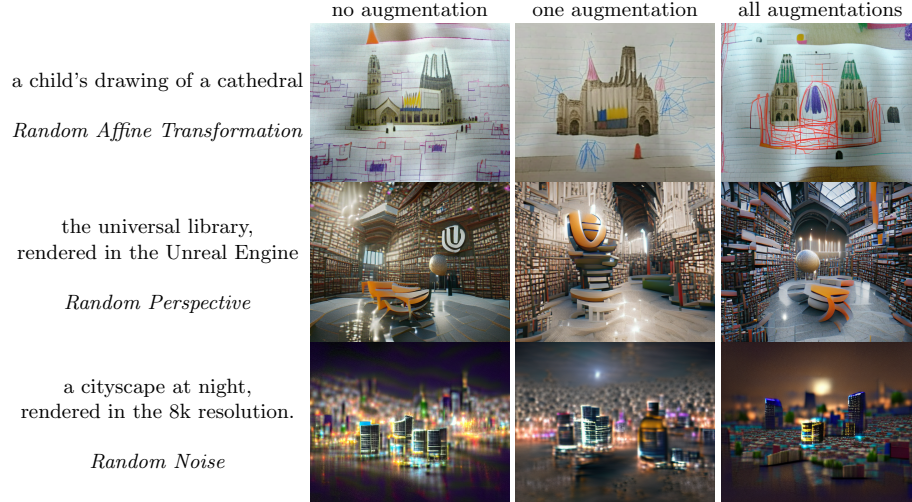 no augmentation one augmentation all augmentations
a child's drawing of a cathedral
Random Affine Transformation
the universal library,
rendered in the Unreal Engine
Random Perspective
a cityscape at night,
rendered in the 8k resolution.
Random Noise